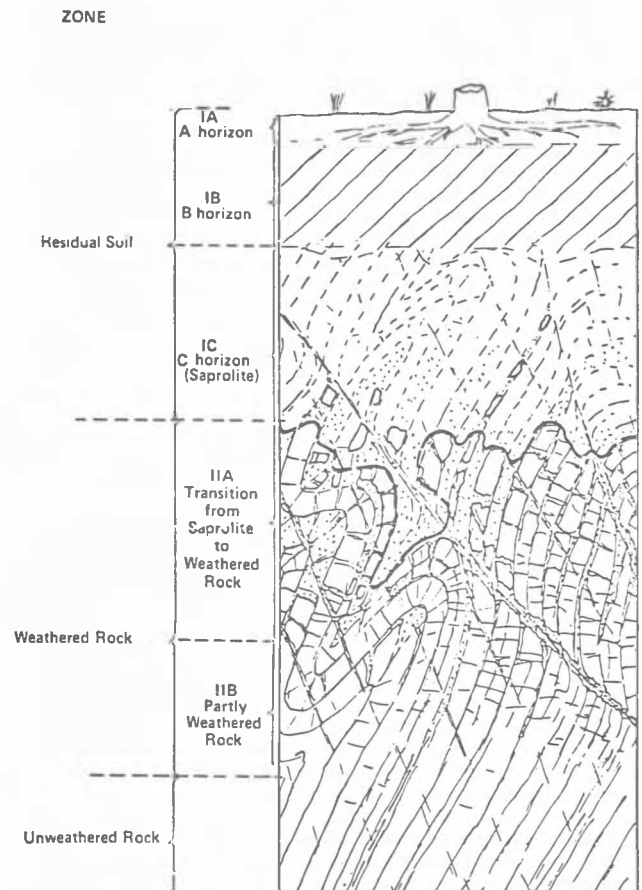 ZONE
IA
A horizon
IB
B horizon
Residual Soil
IC
C horizon
(Saprolite)
IIA
Transition
from
Saprolite
to
Weathered
Rock
Weathered Rock
IIB
Partly
Weathered
Rock
Unweathered Rock